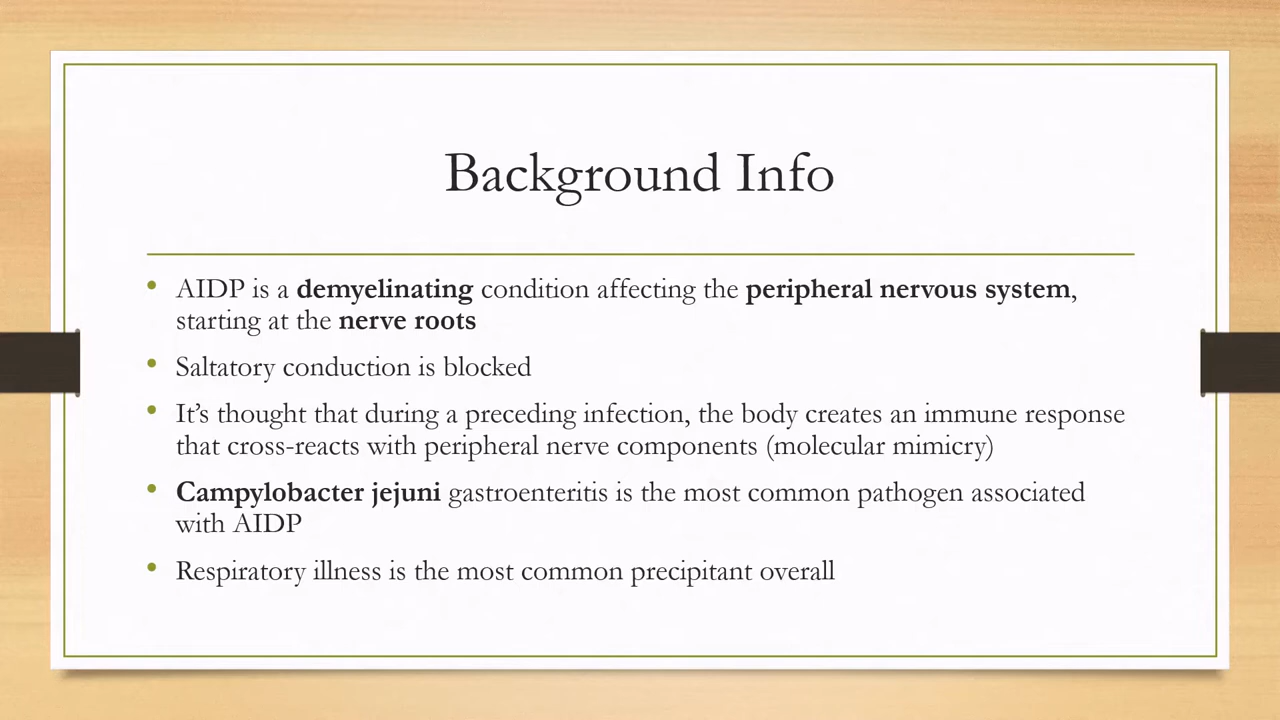 Background Info
• AIDP is a demyelinating condition affecting the peripheral nervous system,
starting at the nerve roots
• Saltatory conduction is blocked
• It’s thought that during a preceding infection, the body creates an immune response
that cross-reacts with peripheral nerve components (molecular mimicry)
• Campylobacter jejuni gastroenteritis is the most common pathogen associated
with AIDP
• Respiratory illness is the most common precipitant overall